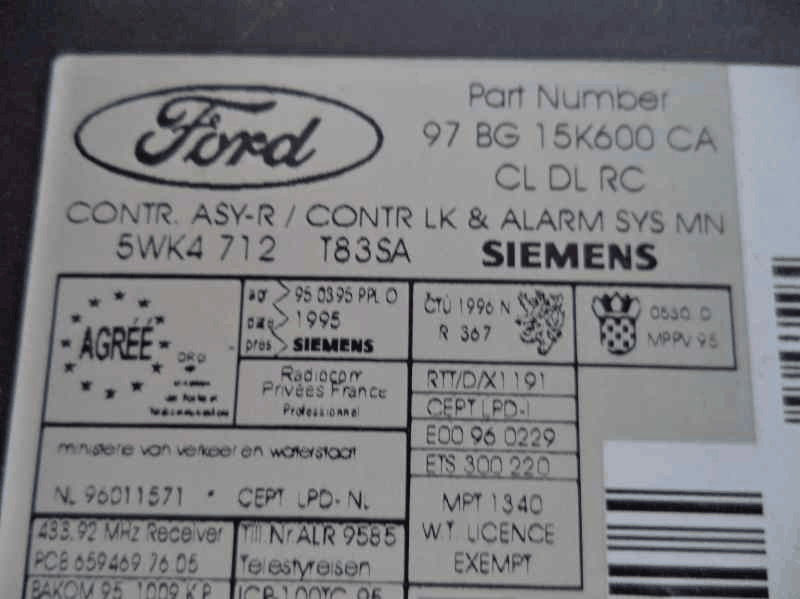 Ford
Part Number
97 BG 15K600 CA
CL DL RC
CONTR. ASY-R / CONTR LK & ALARM SYS MN
5WK4 712 T83SA SIEMENS
AGRÉÉ
95 0395 PPL 0
1995
SIEMENS
Radiocom
Privées France
Professionnel
ČTÚ 1996 N
R 367
0530 D
MPPV 95
RTT/D/X1191
CEPT LPD-I
E00 96 0229
ETS 300 220
MPT 1340
W.T. LICENCE
EXEMPT
ministerie van verkeer en waterstaat
NL 96011571 * CEPT LPD-NL
433.92 MHz Receiver
PCB 659469 76 05
BAKOM 95. 1009 K.P
Till Nr ALR 9585
Telestyrelsen